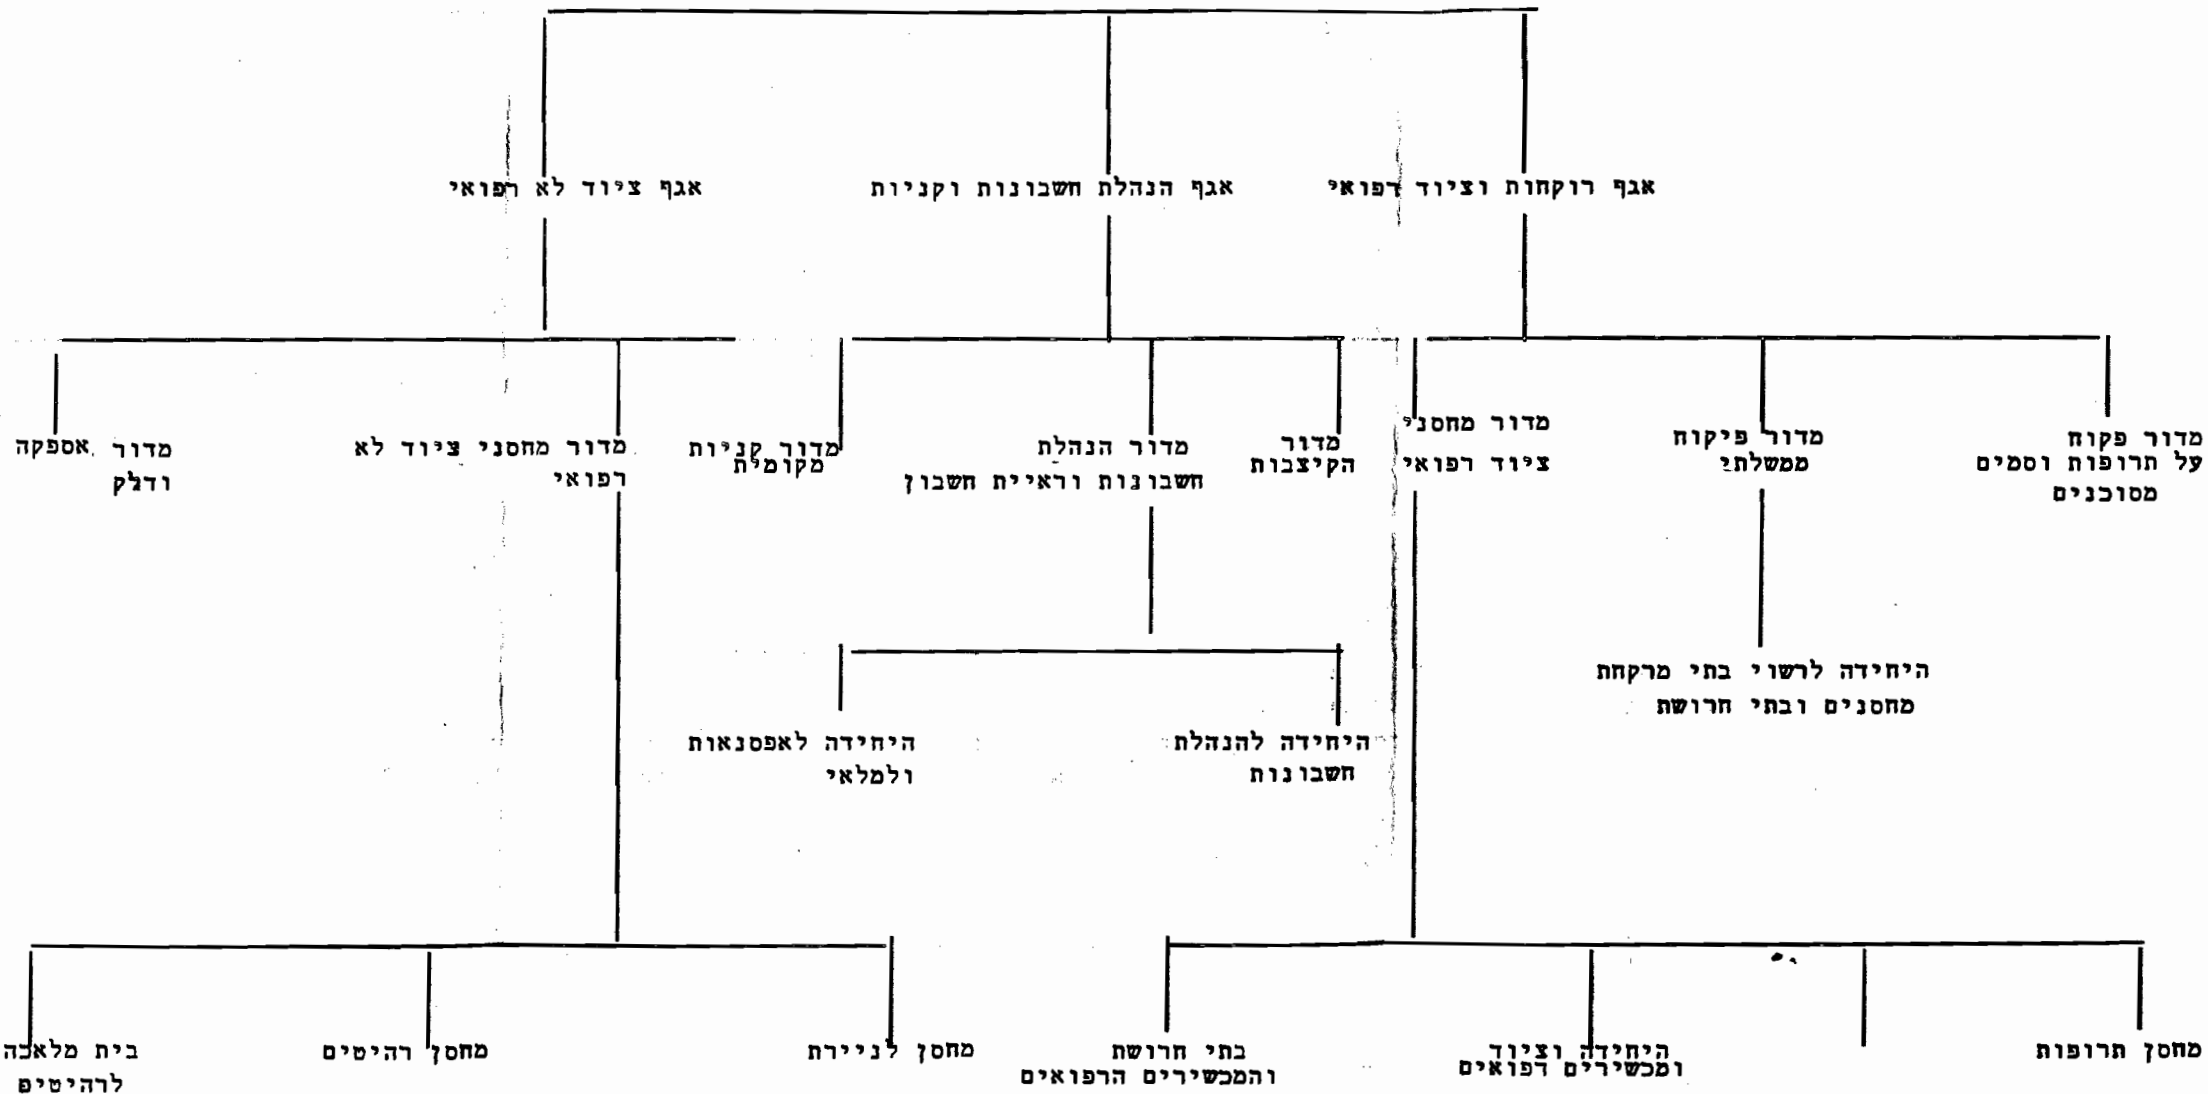 אגף רוקחות וציוד רפואי
אגף הנהלת חשבונות וקניות
אגף ציוד לא רפואי
מדור פקוח
על תרופות וסמים
מסוכנים
מדור פיקוח
ממשלתי
מדור מחסני
ציוד רפואי
מדור
הקיצבות
מדור הנהלת
חשבונות וראיית חשבון
מדור קניות
מקומית
מדור מחסני ציוד לא
רפואי
מדור אספקה
ודלק
היחידה לרשוי בתי מרקחת
מחסנים ובתי חרושת
היחידה להנהלת
חשבונות
היחידה לאפסנאות
ולמלאי
מחסן תרופות
היחידה וציוד
ומכשירים רפואים
בתי חרושת
והמכשירים הרפואים
מחסן לניירת
מחסן רהיטים
בית מלאכה
לרהיטים